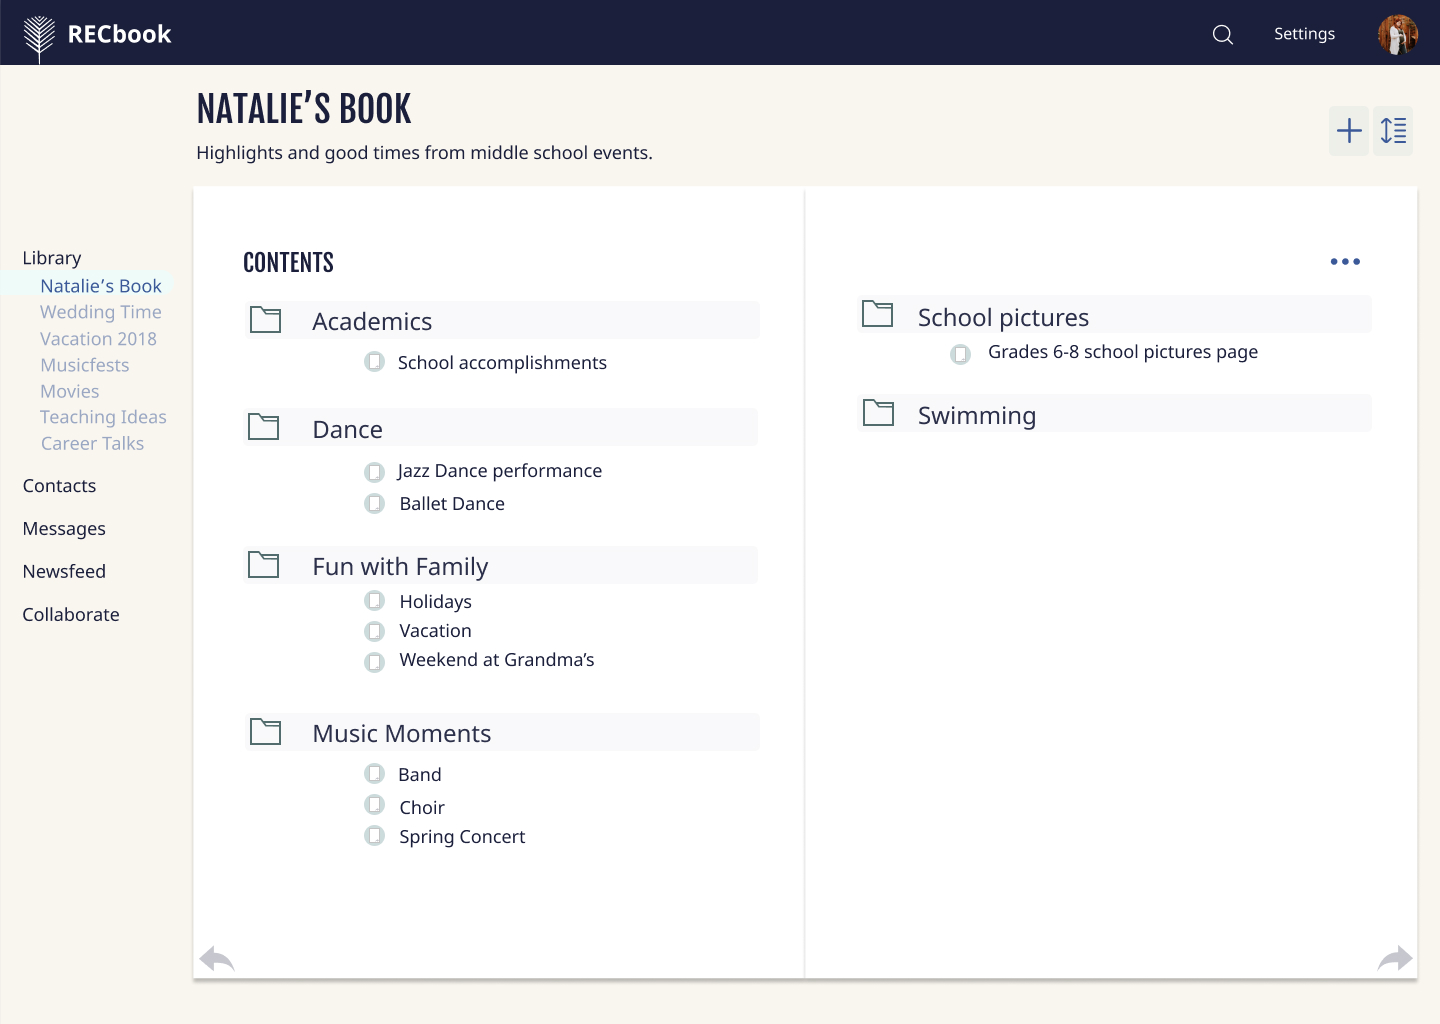 RECbook
Settings
NATALIE’S BOOK
Highlights and good times from middle school events.
Library
Natalie’s Book
Wedding Time
Vacation 2018
Musicfests
Movies
Teaching Ideas
Career Talks
Contacts
Messages
Newsfeed
Collaborate
CONTENTS
Academics
School accomplishments
Dance
Jazz Dance performance
Ballet Dance
Fun with Family
Holidays
Vacation
Weekend at Grandma’s
Music Moments
Band
Choir
Spring Concert
School pictures
Grades 6-8 school pictures page
Swimming